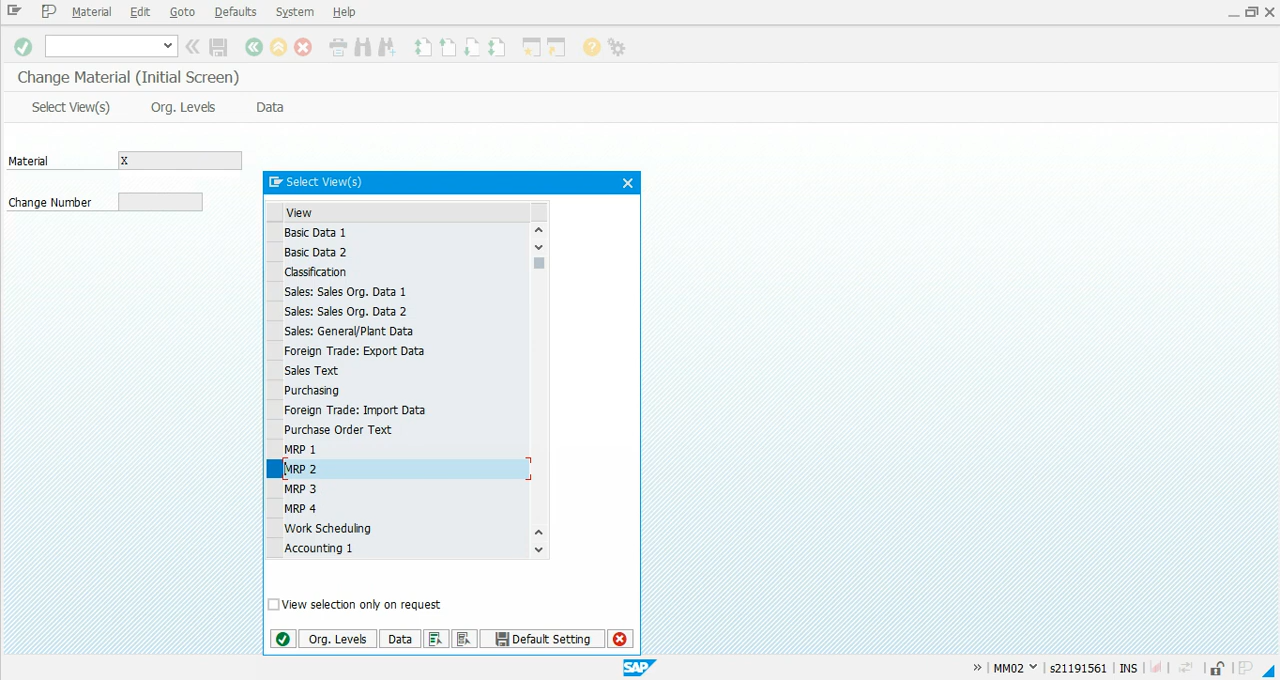 Material Edit Goto Defaults System Help
Change Material (Initial Screen)
Select View(s) Org. Levels Data
Material X
Change Number
Select View(s)
View
Basic Data 1
Basic Data 2
Classification
Sales: Sales Org. Data 1
Sales: Sales Org. Data 2
Sales: General/Plant Data
Foreign Trade: Export Data
Sales Text
Purchasing
Foreign Trade: Import Data
Purchase Order Text
MRP 1
MRP 2
MRP 3
MRP 4
Work Scheduling
Accounting 1
View selection only on request
Org. Levels Data Default Setting
SAP
MM02 s21191561 INS